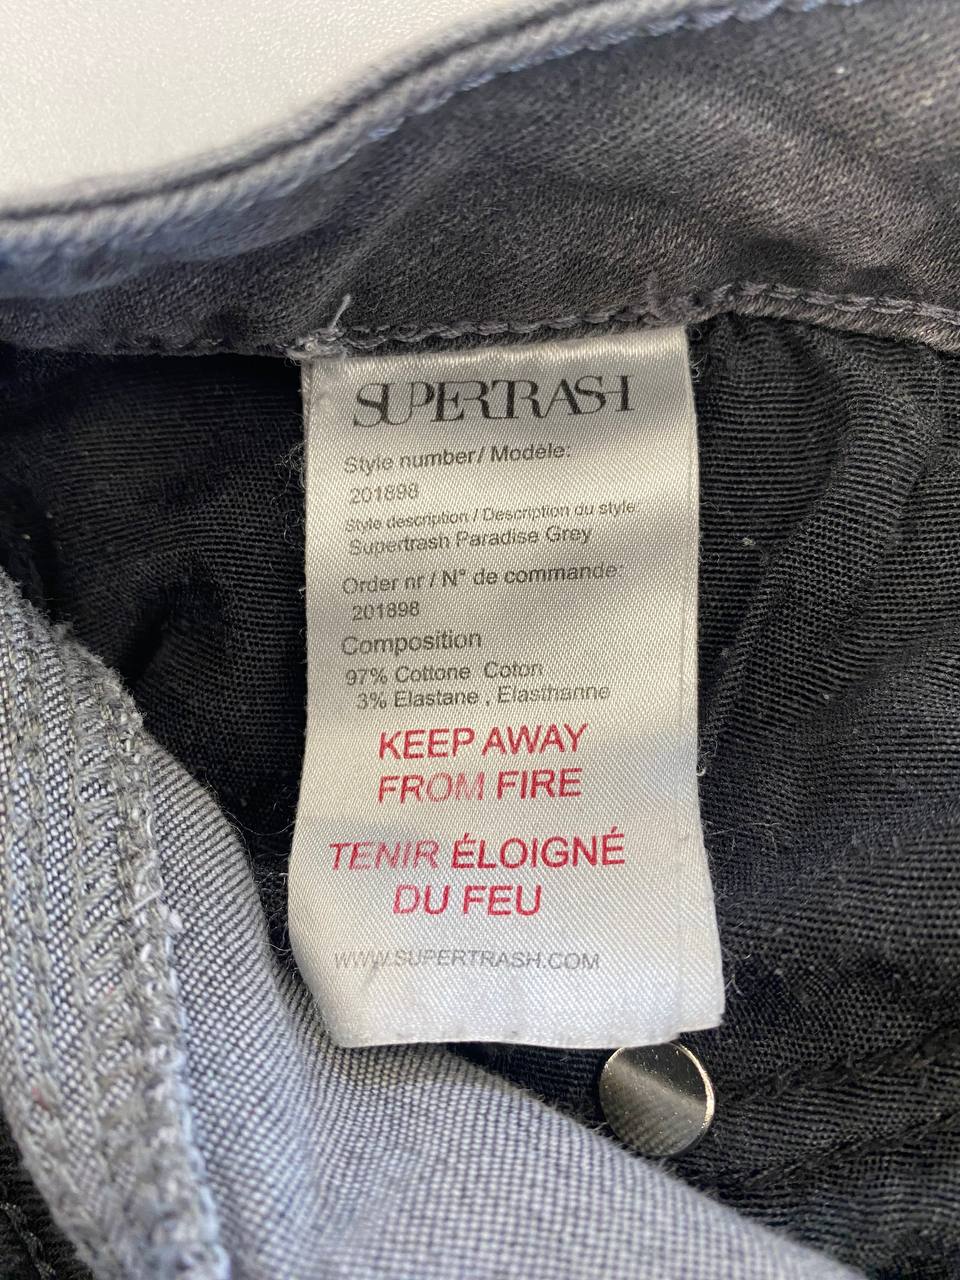 SUPERTRASH
Style number/ Modèle:
201898
Style description / Description du style:
Supertrash Paradise Grey
Order nr / N° de commande:
201898
Composition
97% Cottone Coton
3% Elastane , Elasthanne
KEEP AWAY
FROM FIRE
TENIR ÉLOIGNÉ
DU FEU
WWW.SUPERTRASH.COM